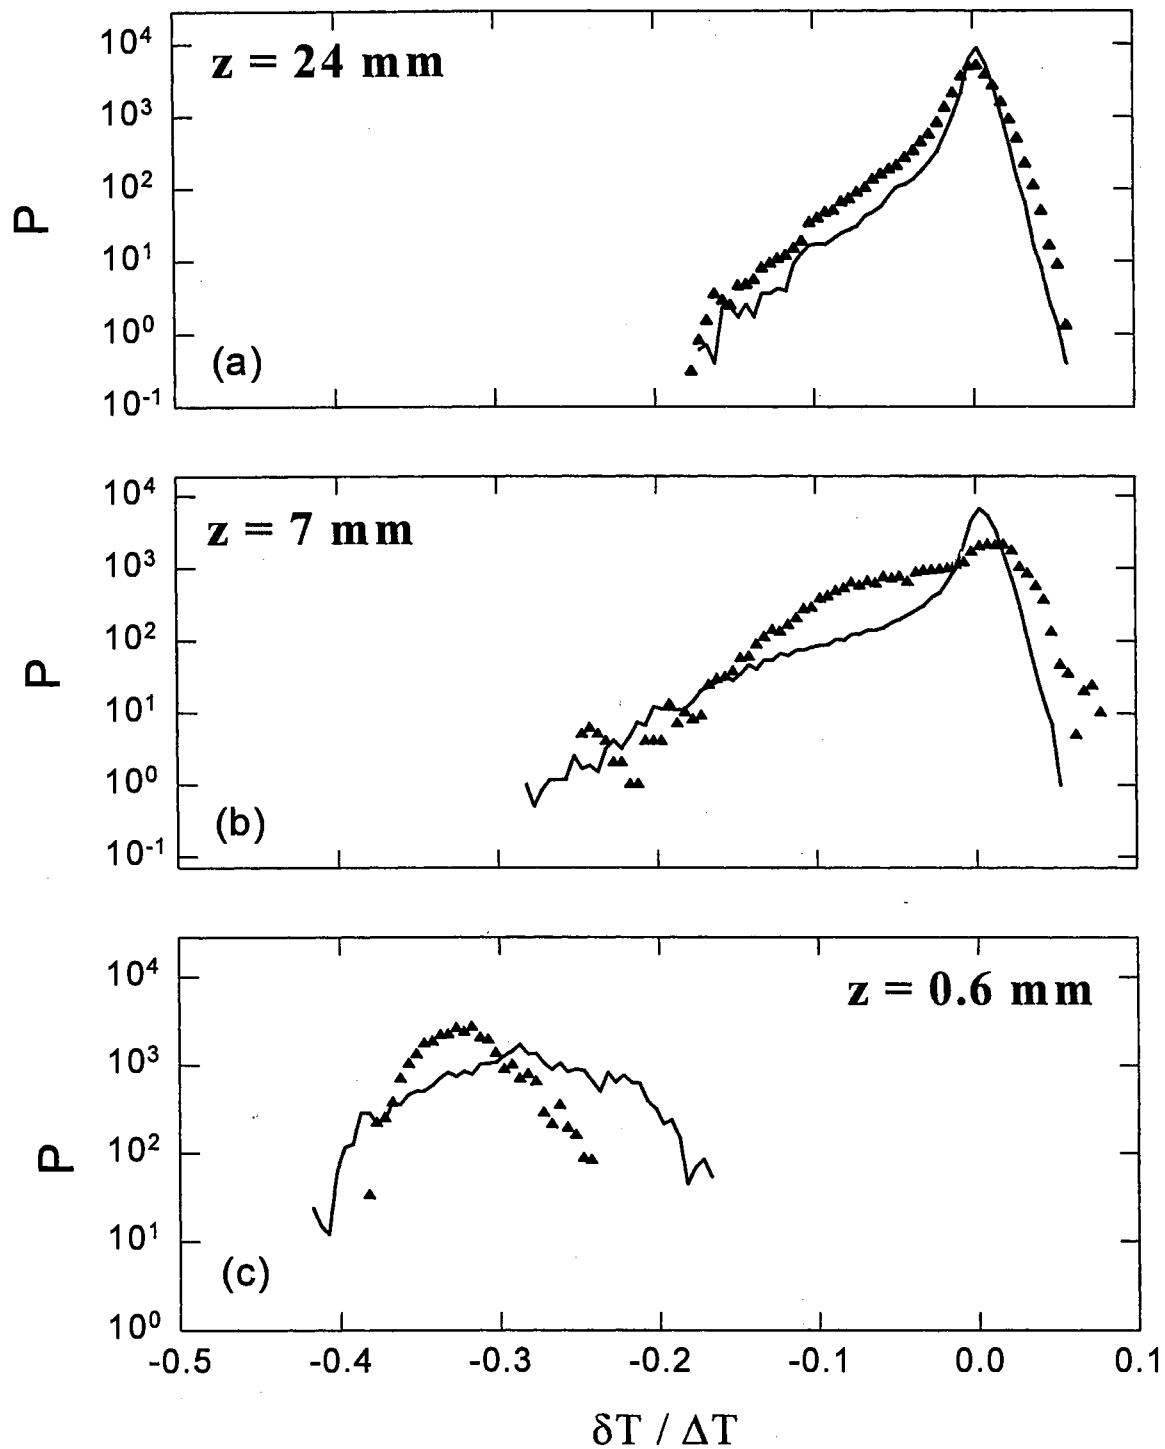 10⁴
10³
10²
10¹
10⁰
10⁻¹
P
z = 24 mm
(a)
10⁴
10³
10²
10¹
10⁰
10⁻¹
P
z = 7 mm
(b)
10⁴
10³
10²
10¹
10⁰
P
z = 0.6 mm
(c)
-0.5 -0.4 -0.3 -0.2 -0.1 0.0 0.1
δT / ΔT